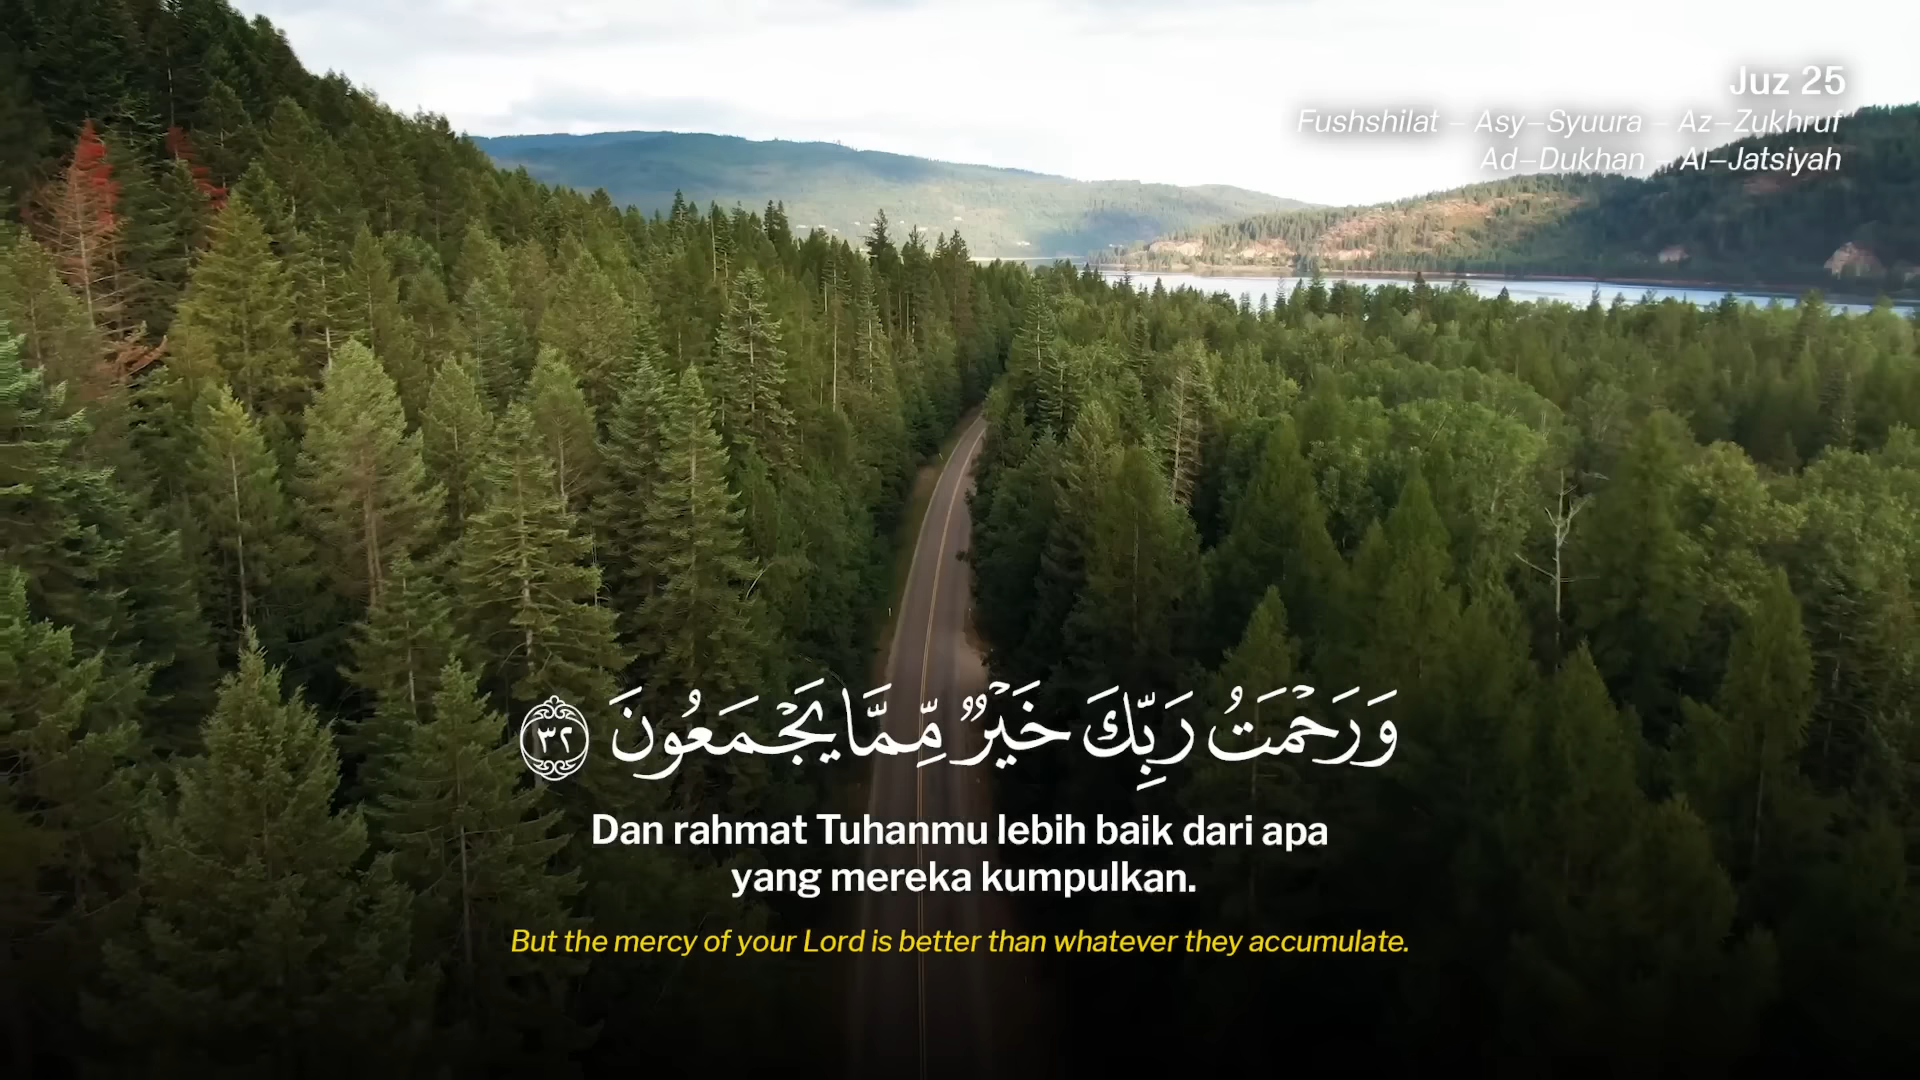 Juz 25
Fushshilat – Asy–Syuura – Az–Zukhruf
Ad–Dukhan – Al–Jatsiyah
وَرَحْمَتُ رَبِّكَ خَيْرٌ مِّمَّا يَجْمَعُونَ ٣٢
Dan rahmat Tuhanmu lebih baik dari apa
yang mereka kumpulkan.
But the mercy of your Lord is better than whatever they accumulate.